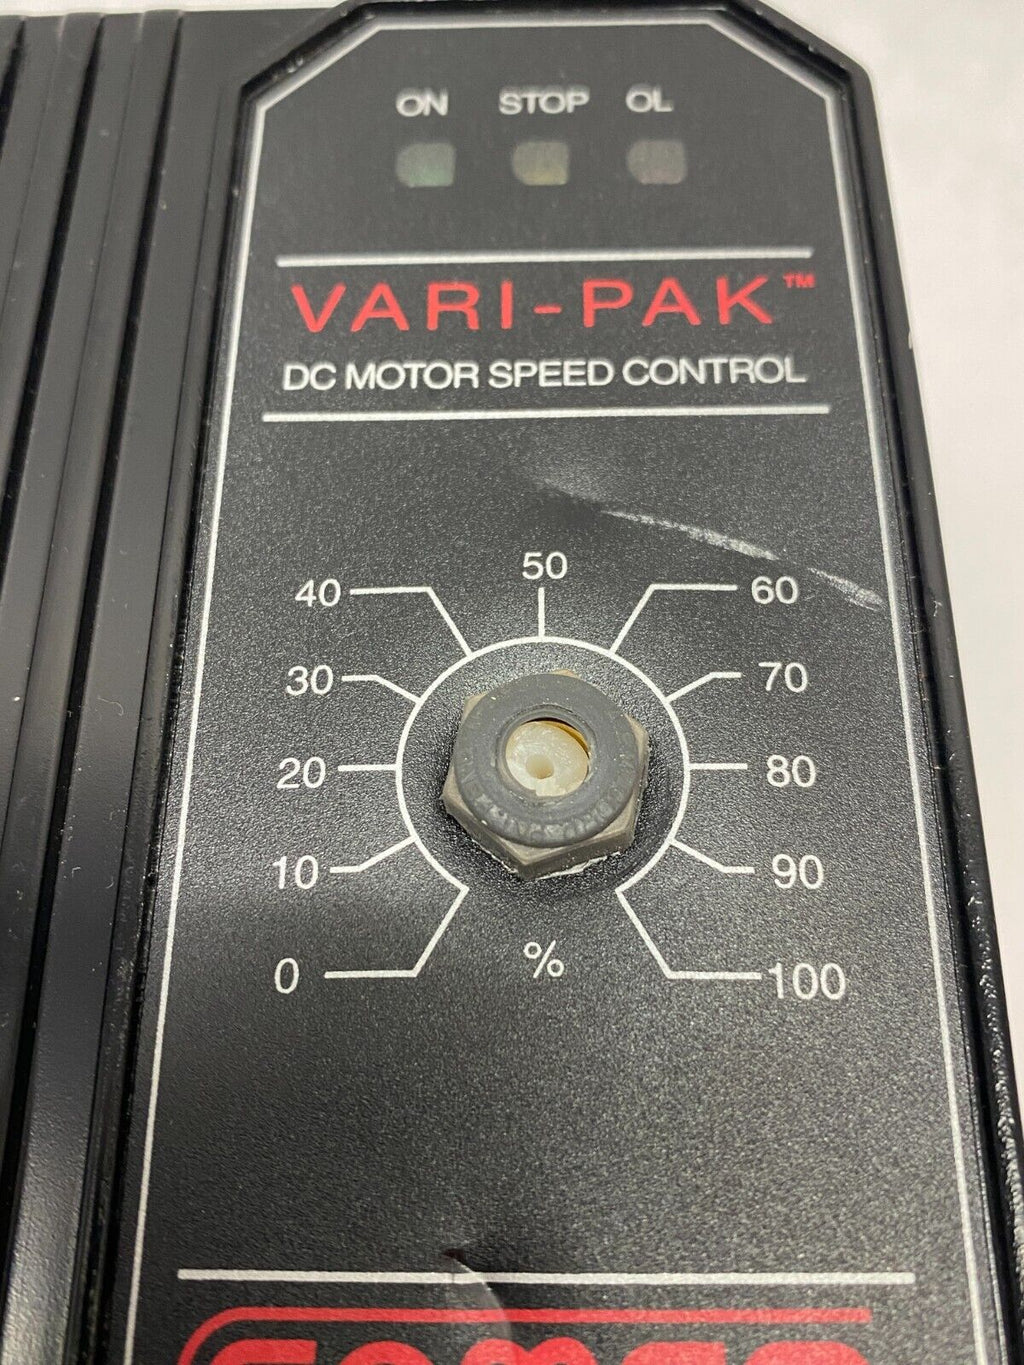 ON STOP OL
VARI-PAK™
DC MOTOR SPEED CONTROL
50
40 60
30 70
20 80
10 90
0 % 100